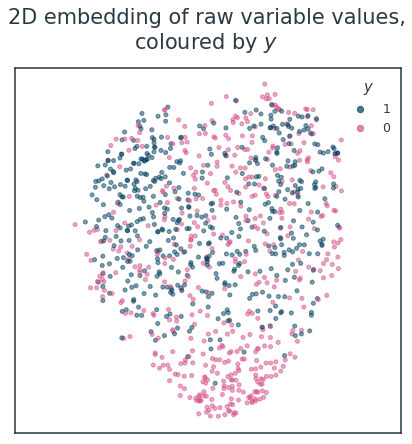 2D embedding of raw variable values,
coloured by y
y
1
0